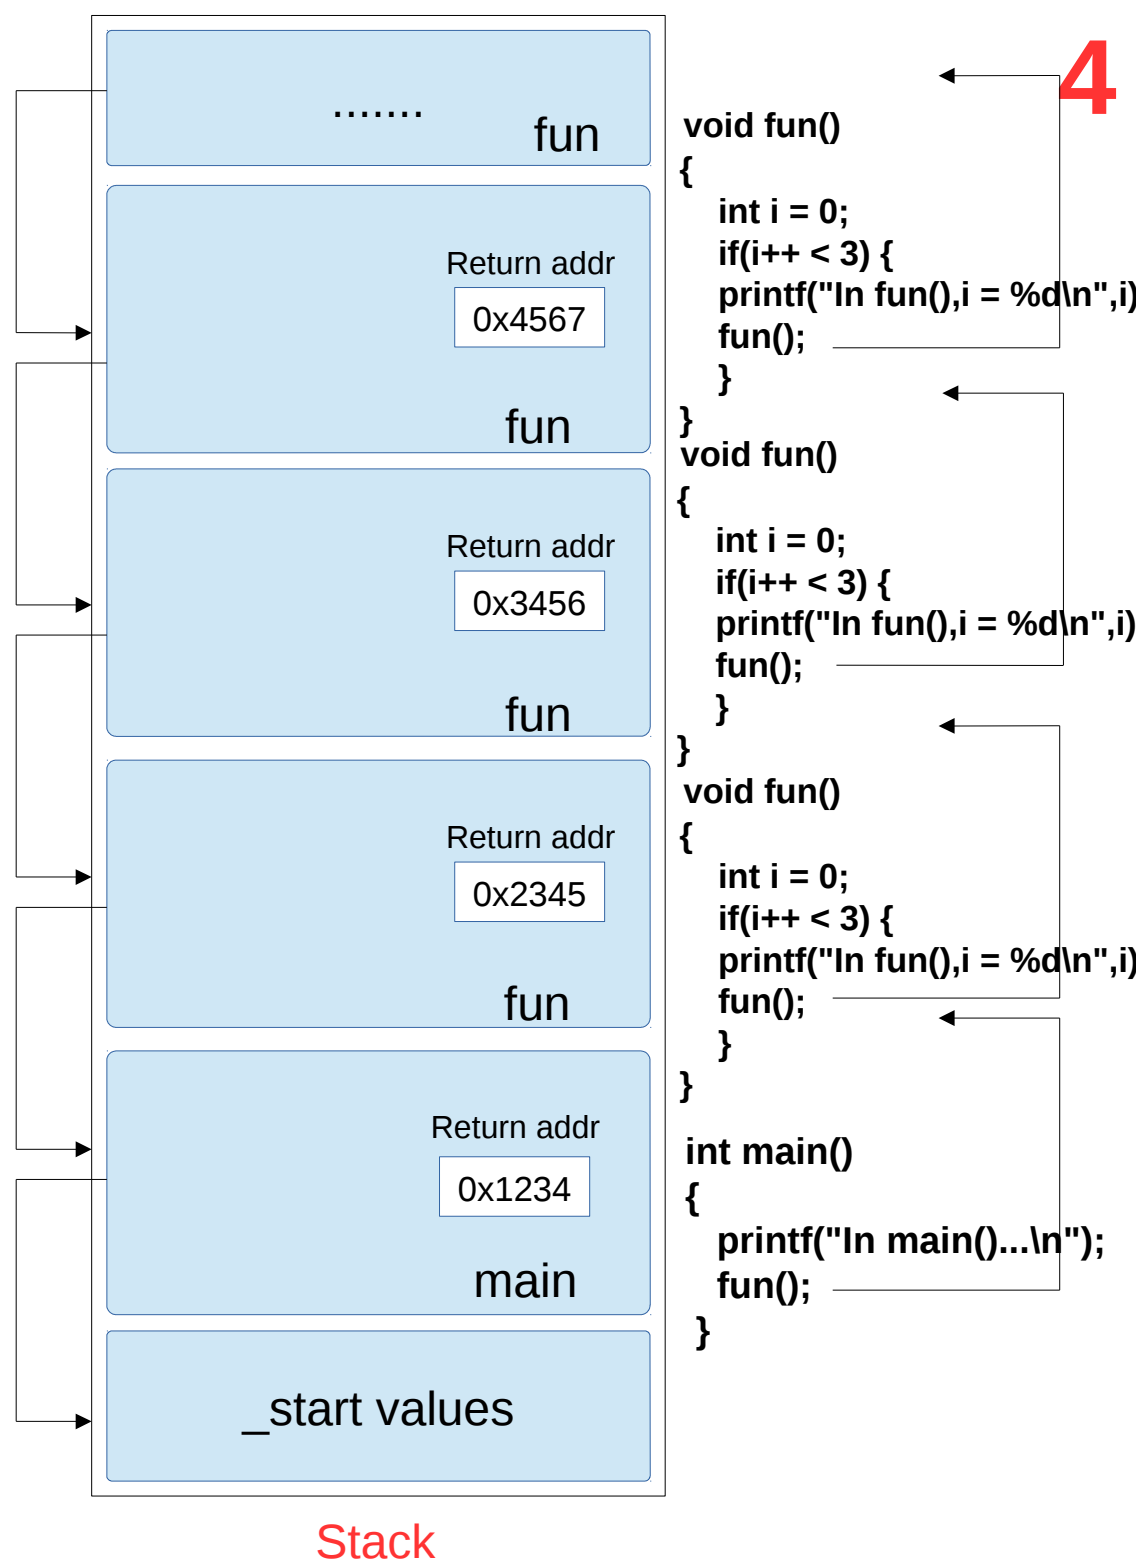 4
.......
fun
Return addr
0x4567
fun
Return addr
0x3456
fun
Return addr
0x2345
fun
Return addr
0x1234
main
_start values
Stack
void fun()
{
int i = 0;
if(i++ < 3) {
printf("In fun(),i = %d\n",i)
fun();
}
}
void fun()
{
int i = 0;
if(i++ < 3) {
printf("In fun(),i = %d\n",i)
fun();
}
}
void fun()
{
int i = 0;
if(i++ < 3) {
printf("In fun(),i = %d\n",i)
fun();
}
}
int main()
{
printf("In main()...\n");
fun();
}